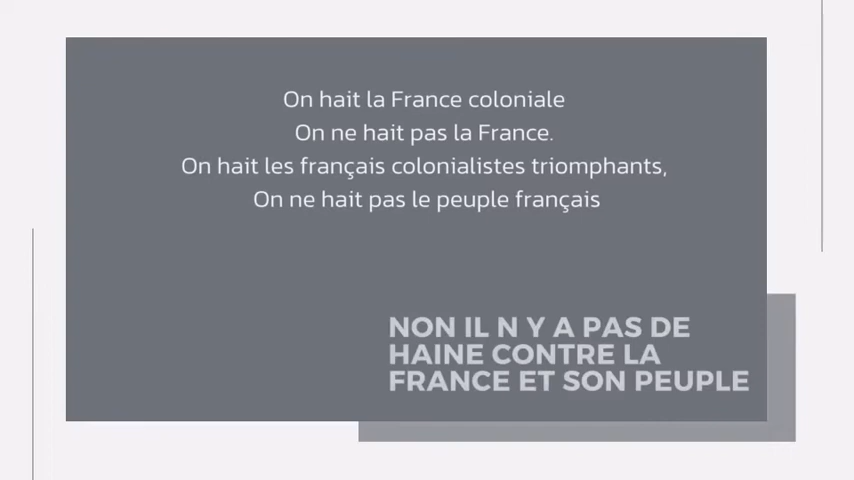 On hait la France coloniale
On ne hait pas la France.
On hait les français colonialistes triomphants,
On ne hait pas le peuple français
NON IL N Y A PAS DE
HAINE CONTRE LA
FRANCE ET SON PEUPLE